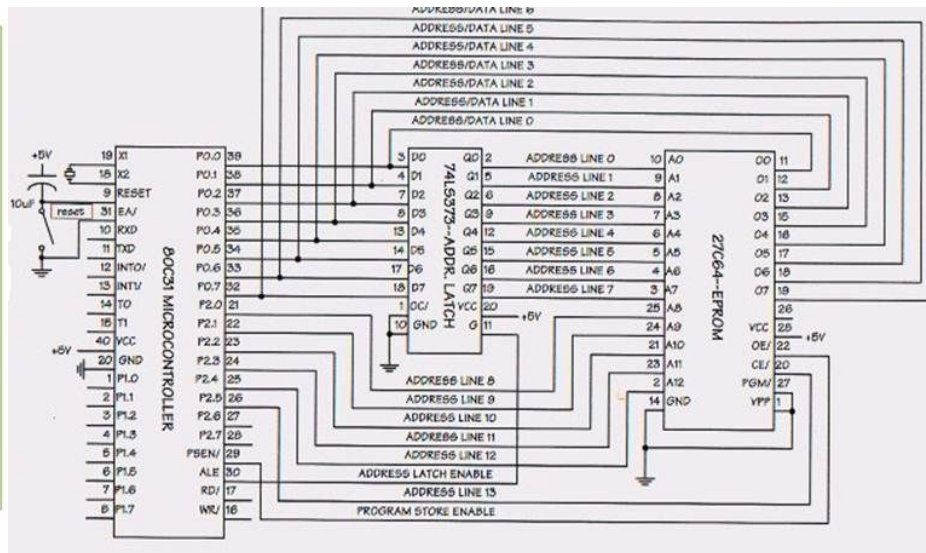 ADDRESS/DATA LINE 6
ADDRESS/DATA LINE 5
ADDRESS/DATA LINE 4
ADDRESS/DATA LINE 3
ADDRESS/DATA LINE 2
ADDRESS/DATA LINE 1
ADDRESS/DATA LINE 0
+5V
10uF
reset
+5V
19 X1
18 X2
9 RESET
31 EA/
10 RXD
11 TXD
12 INTO/
13 INT1/
14 TO
15 T1
40 VCC
20 GND
1 P1.0
2 P1.1
3 P1.2
4 P1.3
5 P1.4
6 P1.5
7 P1.6
8 P1.7
80C31 MICROCONTROLLER
P0.0 39
P0.1 38
P0.2 37
P0.3 36
P0.4 35
P0.5 34
P0.6 33
P0.7 32
P2.0 21
P2.1 22
P2.2 23
P2.3 24
P2.4 25
P2.5 26
P2.6 27
P2.7 28
PSEN/ 29
ALE 30
RD/ 17
WR/ 16
3 D0
4 D1
7 D2
8 D3
13 D4
14 D5
17 D6
18 D7
1 OC/
10 GND
74LS373--ADDR. LATCH
Q0 2
Q1 5
Q2 6
Q3 9
Q4 12
Q5 15
Q6 16
Q7 19
VCC 20
G 11
+5V
ADDRESS LINE 0
ADDRESS LINE 1
ADDRESS LINE 2
ADDRESS LINE 3
ADDRESS LINE 4
ADDRESS LINE 5
ADDRESS LINE 6
ADDRESS LINE 7
ADDRESS LINE 8
ADDRESS LINE 9
ADDRESS LINE 10
ADDRESS LINE 11
ADDRESS LINE 12
ADDRESS LATCH ENABLE
ADDRESS LINE 13
PROGRAM STORE ENABLE
10 A0
9 A1
8 A2
7 A3
6 A4
5 A5
4 A6
3 A7
25 A8
24 A9
21 A10
23 A11
2 A12
14 GND
27C64--EPROM
O0 11
O1 12
O2 13
O3 15
O4 16
O5 17
O6 18
O7 19
26
VCC 28
OE/ 22
CE/ 20
PGM/ 27
VPP 1
+5V